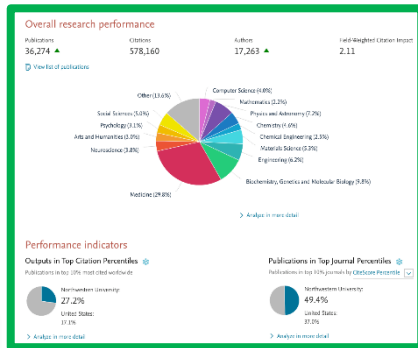 Overall research performance
Publications
36,274
Citations
578,160
Authors
17,263
Field-Weighted Citation Impact
2.11
View list of publications
Computer Science (4.0%)
Mathematics (2.2%)
Physics and Astronomy (7.2%)
Chemistry (4.6%)
Chemical Engineering (2.3%)
Materials Science (5.3%)
Engineering (6.2%)
Biochemistry, Genetics and Molecular Biology (9.8%)
Other (13.6%)
Social Sciences (5.0%)
Psychology (3.1%)
Arts and Humanities (3.0%)
Neuroscience (3.8%)
Medicine (29.8%)
> Analyze in more detail
Performance indicators
Outputs in Top Citation Percentiles
Publications in top 10% most cited worldwide
Northwestern University:
27.2%
United States:
17.1%
> Analyze in more detail
Publications in Top Journal Percentiles
Publications in top 10% journals by CiteScore Percentile
Northwestern University:
49.4%
United States:
> Analyze in more detail